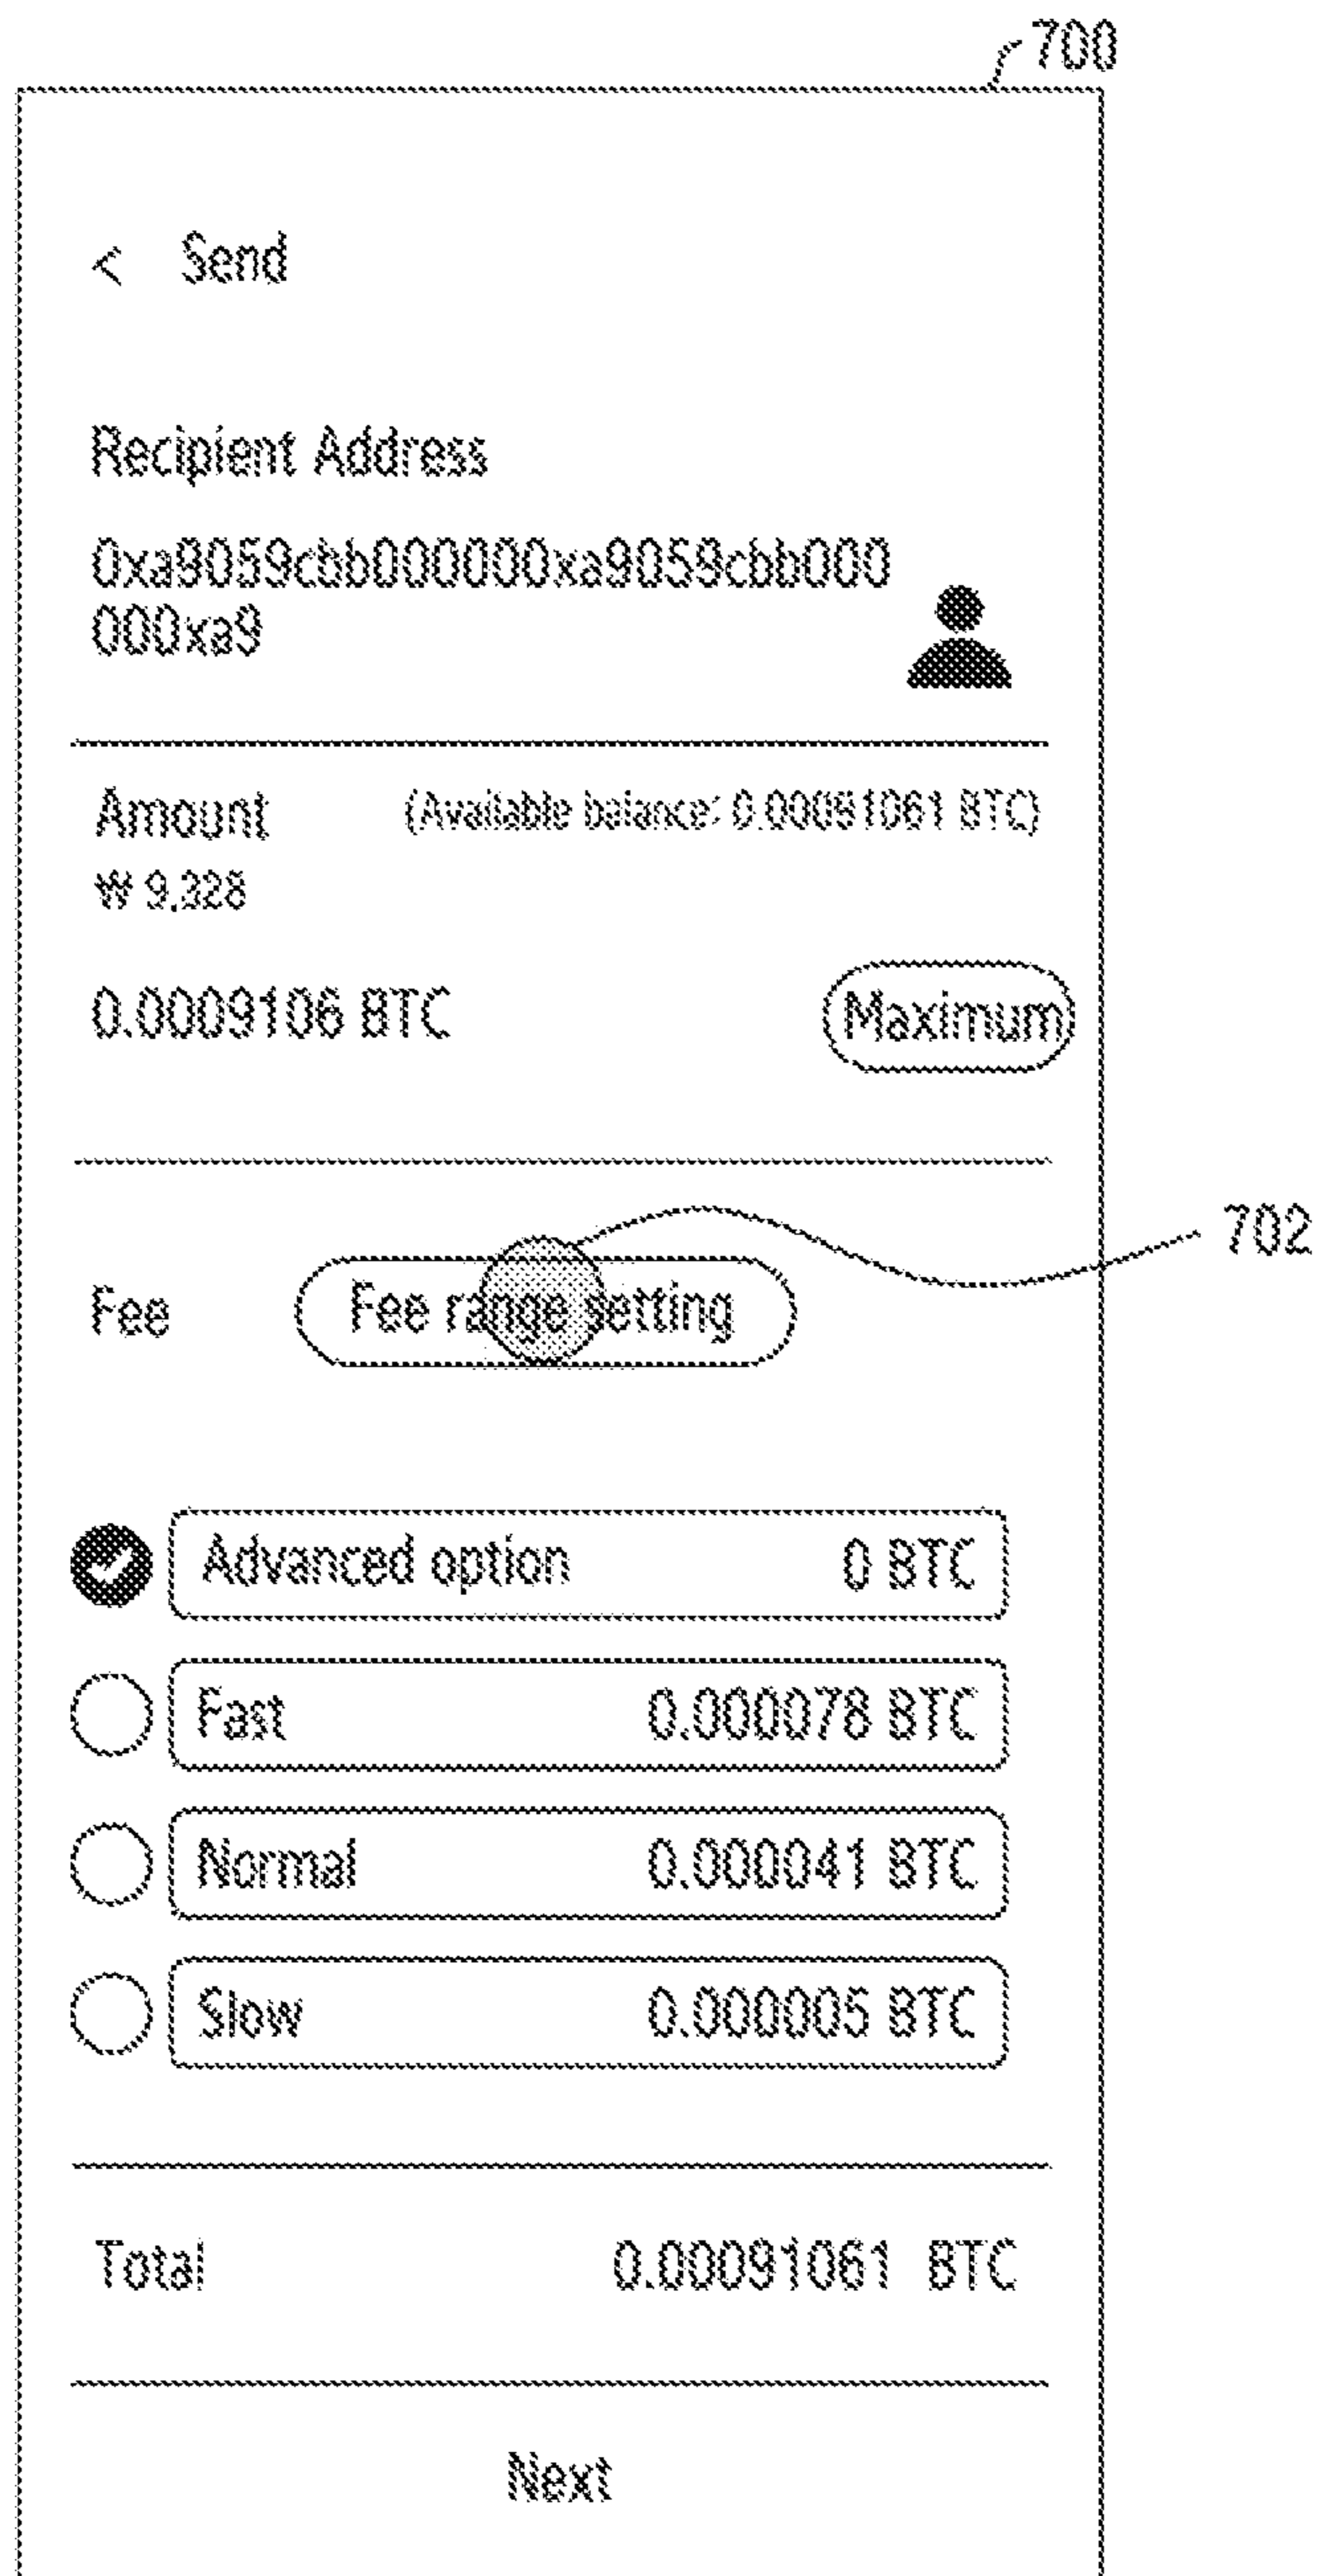 700
< Send
Recipient Address
0xa9059cbb000000xa9059cbb000
000xa9
Amount (Available balance: 0.00091061 BTC)
₩ 9,328
0.0009106 BTC Maximum
702
Fee Fee range setting
Advanced option 0 BTC
Fast 0.000078 BTC
Normal 0.000041 BTC
Slow 0.000005 BTC
Total 0.00091061 BTC
Next